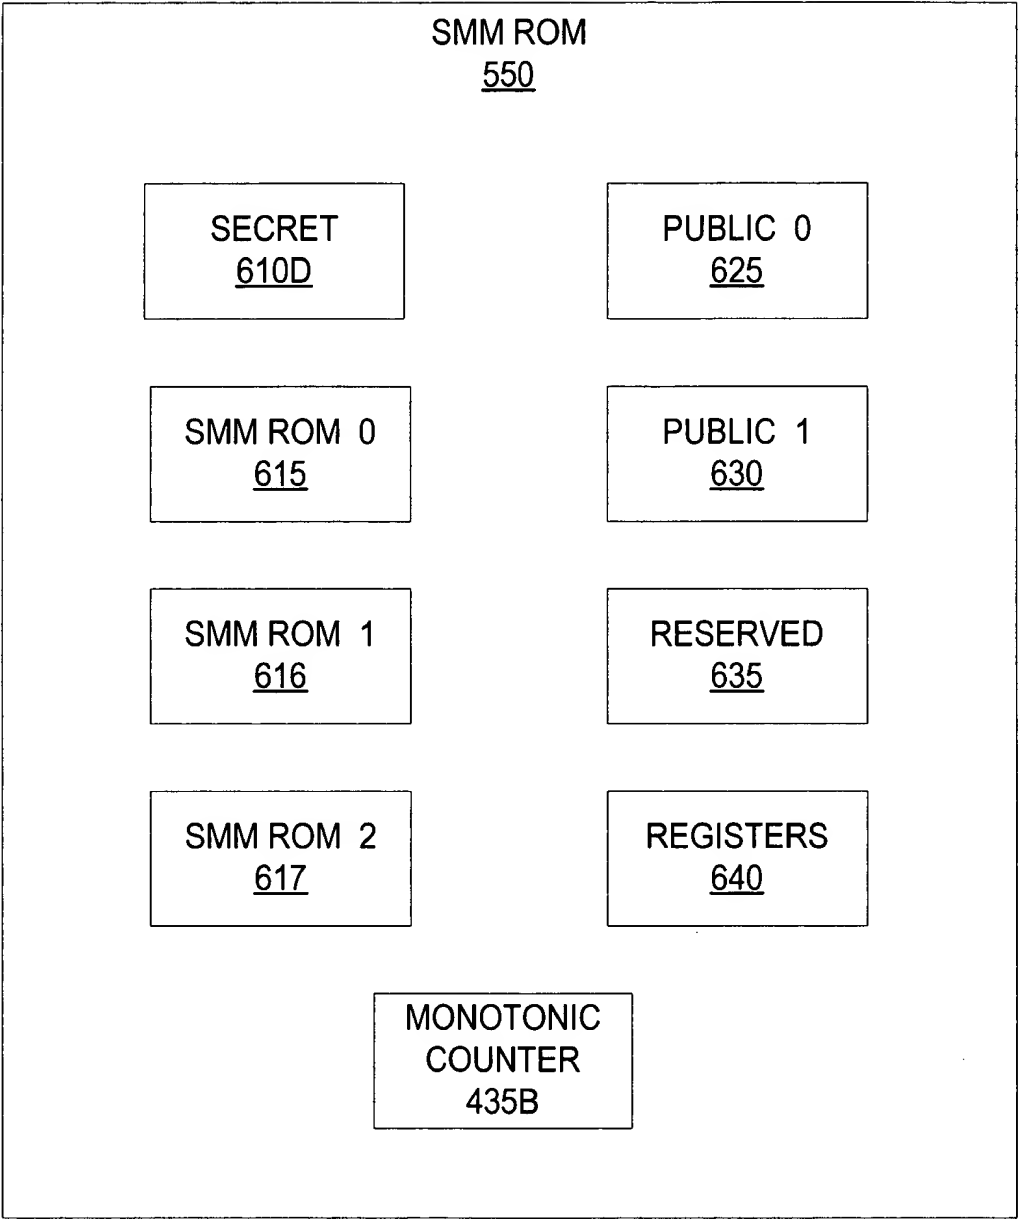 SMM ROM
550
SECRET
610D
PUBLIC 0
625
SMM ROM 0
615
PUBLIC 1
630
SMM ROM 1
616
RESERVED
635
SMM ROM 2
617
REGISTERS
640
MONOTONIC
COUNTER
435B